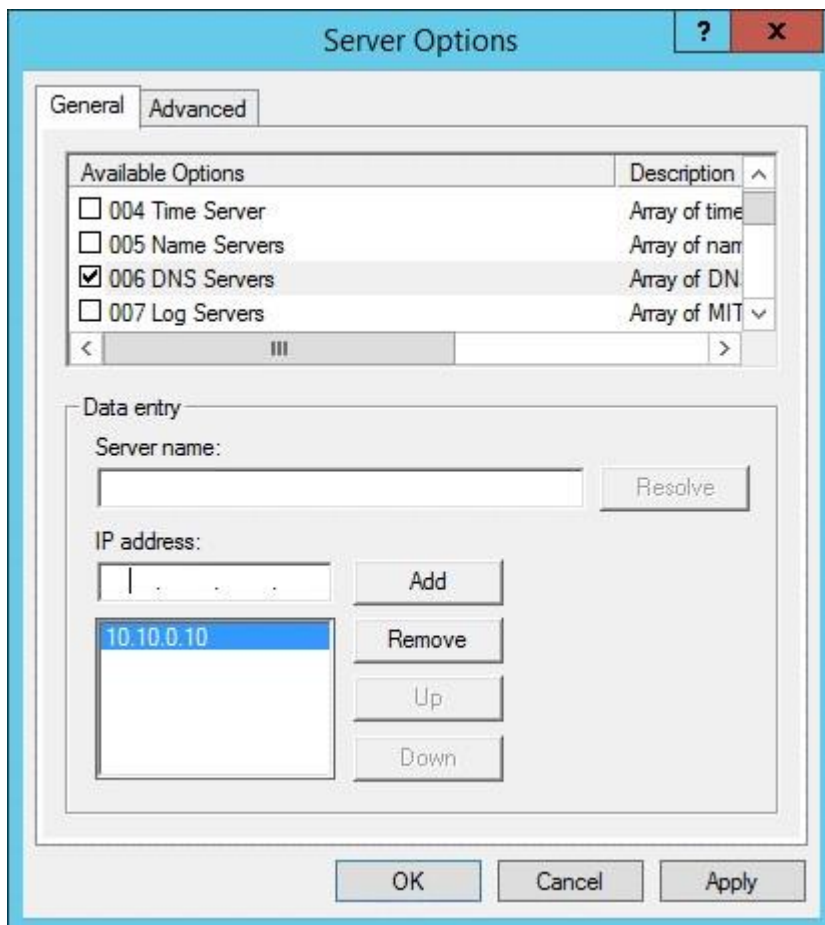 Server Options ? x
General Advanced
Available Options Description
004 Time Server Array of time
005 Name Servers Array of nam
006 DNS Servers Array of DN
007 Log Servers Array of MIT
Data entry
Server name:
Resolve
IP address:
. . . Add
10.10.0.10 Remove
Up
Down
OK Cancel Apply